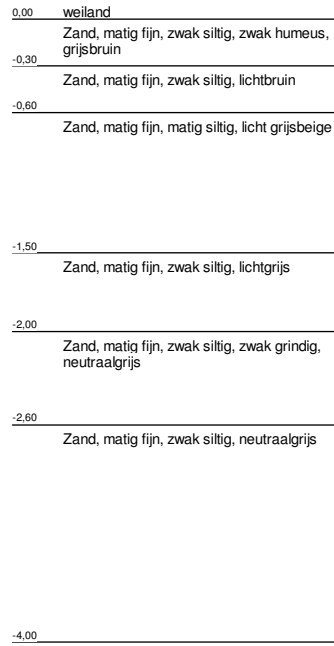 0,00 weiland
Zand, matig fijn, zwak siltig, zwak humeus,
grijsbruin
-0,30
Zand, matig fijn, zwak siltig, lichtbruin
-0,60
Zand, matig fijn, matig siltig, licht grijsbeige
-1,50
Zand, matig fijn, zwak siltig, lichtgrijs
-2,00
Zand, matig fijn, zwak siltig, zwak grindig,
neutraalgrijs
-2,60
Zand, matig fijn, zwak siltig, neutraalgrijs
-4,00